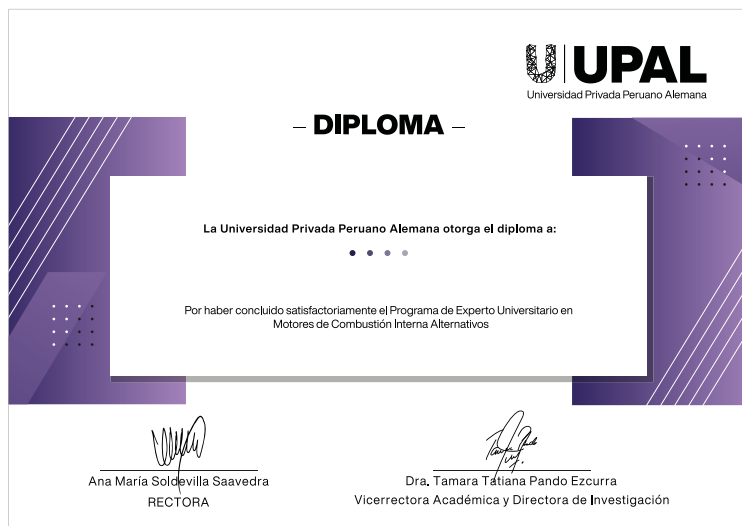 UPAL
Universidad Privada Peruano Alemana
– DIPLOMA –
La Universidad Privada Peruano Alemana otorga el diploma a:
Por haber concluido satisfactoriamente el Programa de Experto Universitario en
Motores de Combustión Interna Alternativos
Ana María Soldevilla Saavedra
RECTORA
Dra. Tamara Tatiana Pando Ezcurra
Vicerrectora Académica y Directora de Investigación